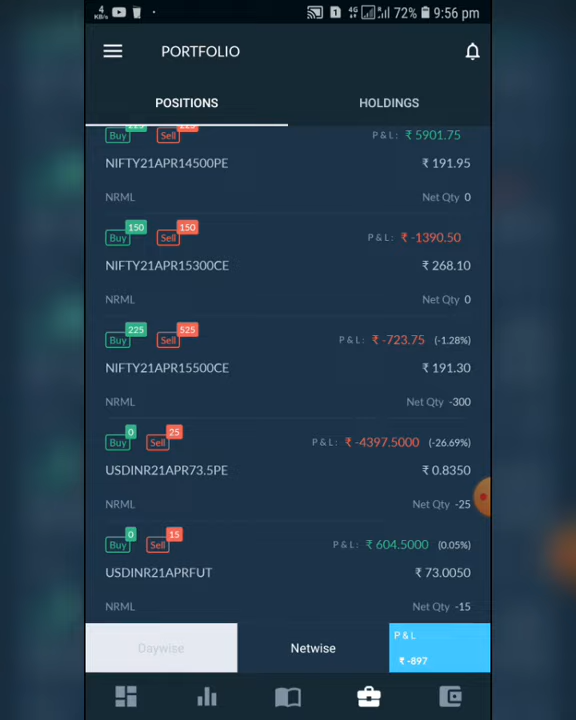 4 KB/s 1 4G 72% 9:56 pm
PORTFOLIO
POSITIONS HOLDINGS
Buy Sell P & L: ₹ 5901.75
NIFTY21APR14500PE ₹ 191.95
NRML Net Qty 0
Buy 150 Sell 150 P & L: ₹ -1390.50
NIFTY21APR15300CE ₹ 268.10
NRML Net Qty 0
Buy 225 Sell 525 P & L: ₹ -723.75 (-1.28%)
NIFTY21APR15500CE ₹ 191.30
NRML Net Qty -300
Buy 0 Sell 25 P & L: ₹ -4397.5000 (-26.69%)
USDINR21APR73.5PE ₹ 0.8350
NRML Net Qty -25
Buy 0 Sell 15 P & L: ₹ 604.5000 (0.05%)
USDINR21APRFUT ₹ 73.0050
NRML Net Qty -15
Daywise Netwise P & L
₹ -897